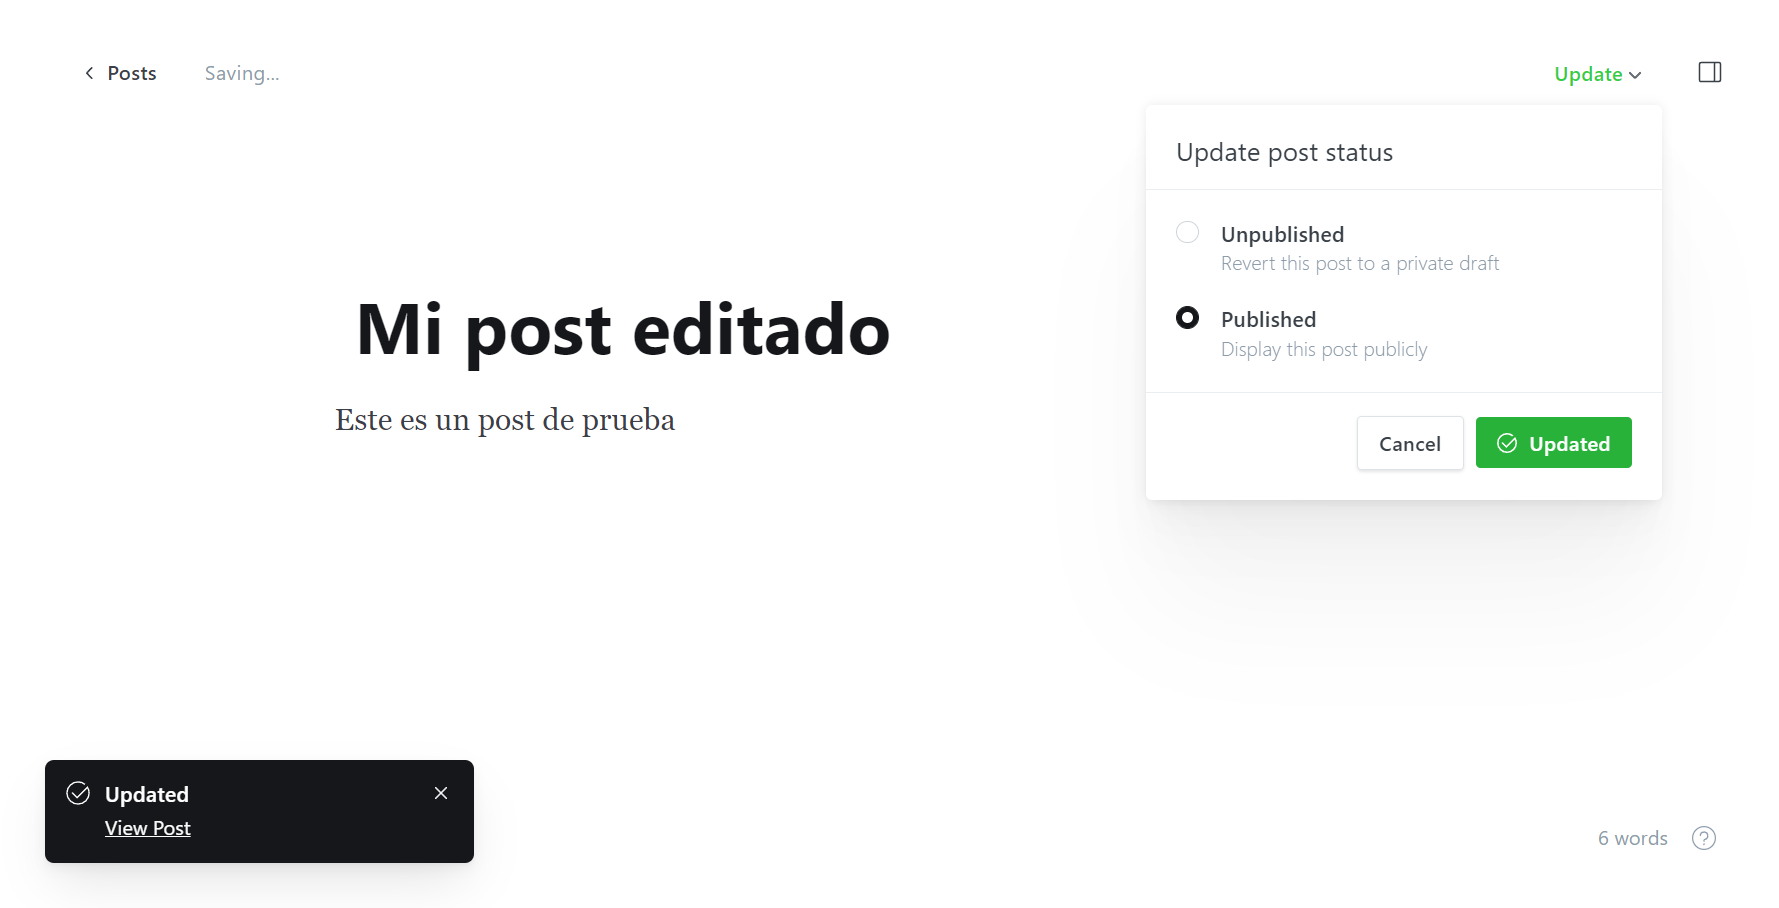 Posts
Saving...
Update
Update post status
Unpublished
Revert this post to a private draft
Published
Display this post publicly
Cancel
Updated
Mi post editado
Este es un post de prueba
Updated
View Post
6 words
?